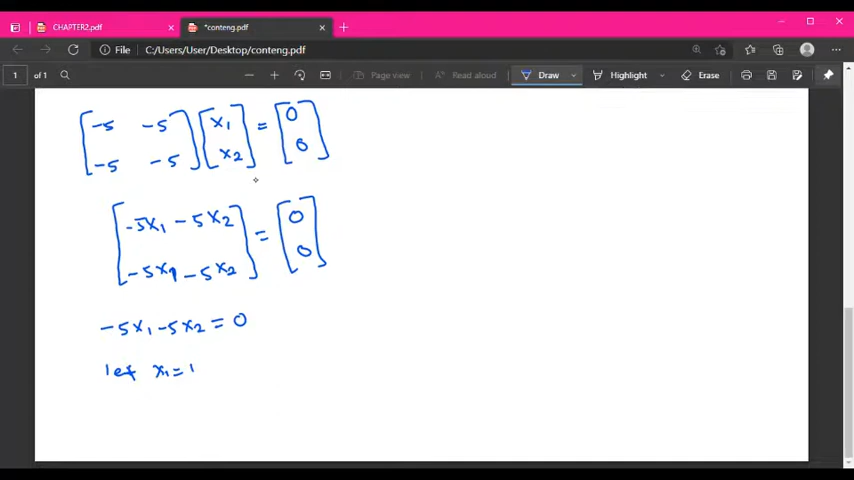 CHAPTER2.pdf
*conteng.pdf
File
C:/Users/User/Desktop/conteng.pdf
1 of 1
Page view
Read aloud
Draw
Highlight
Erase
[-5 -5] [x₁] = [0]
[-5 -5] [x₂] [0]
[-5x₁ - 5x₂] = [0]
[-5x₁ - 5x₂] [0]
-5x₁ - 5x₂ = 0
let x₁ = 1